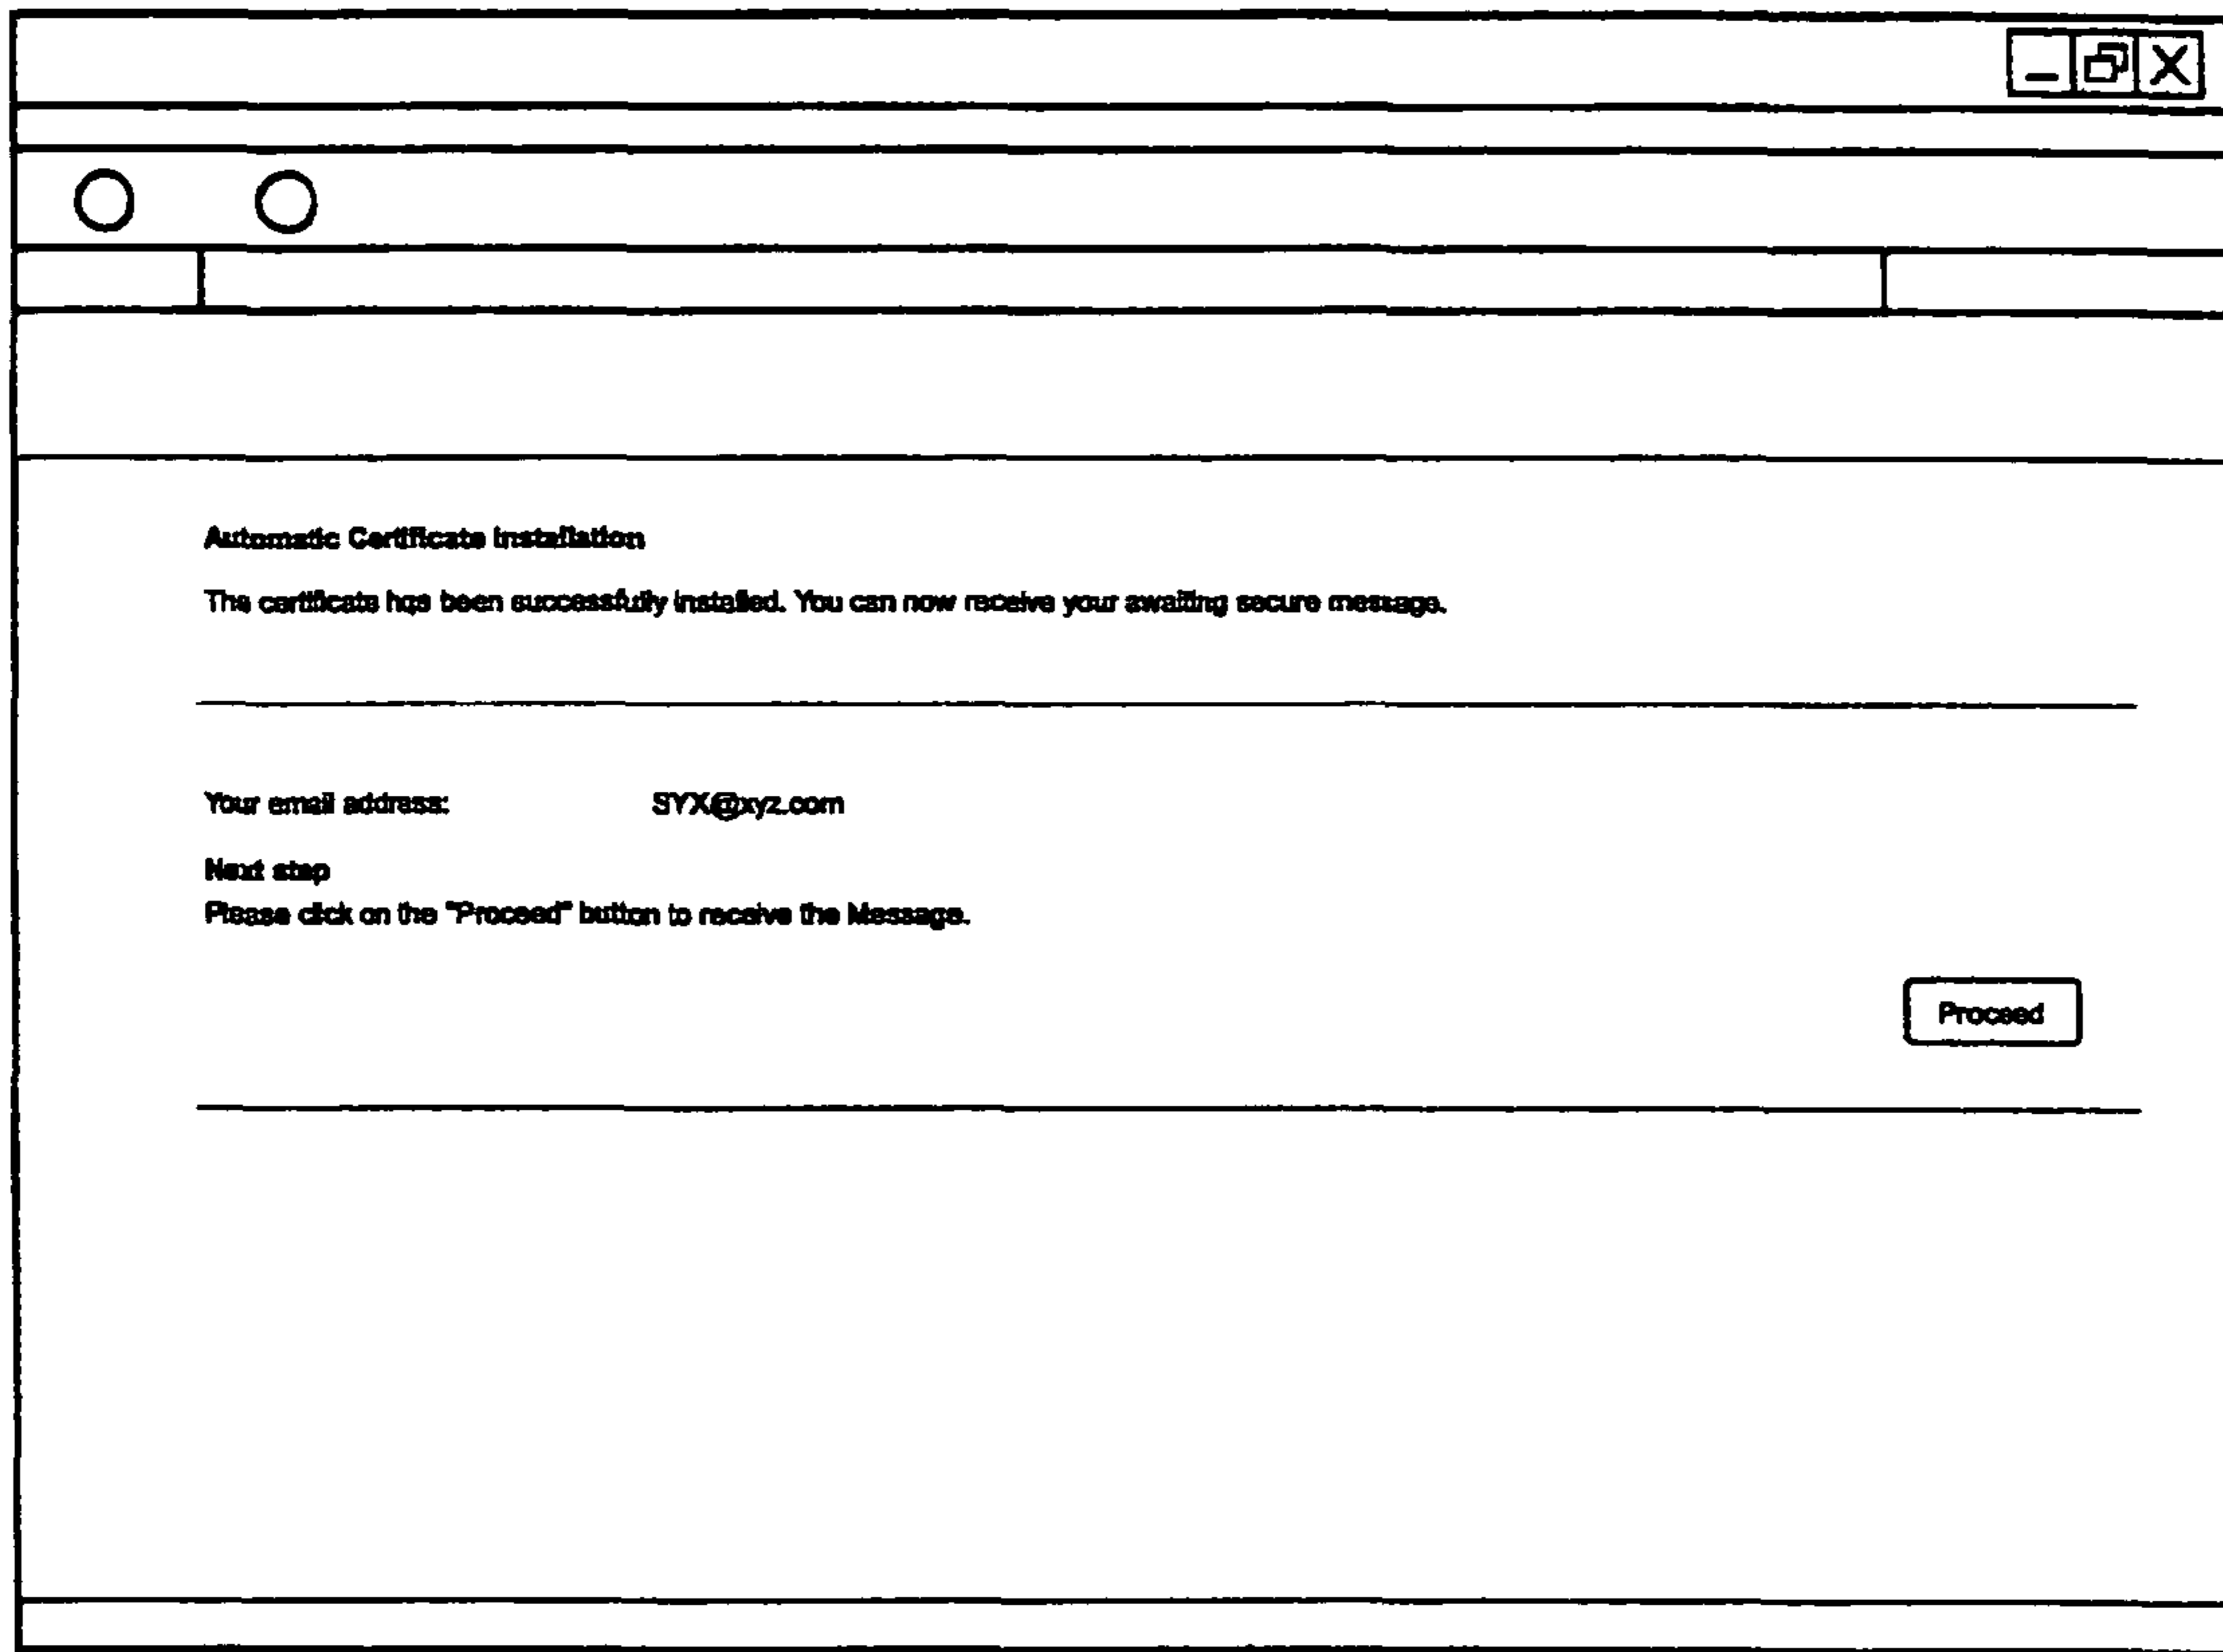 Automatic Certificate Installation
The certificate has been successfully installed. You can now receive your awaiting secure message.
Your email address: SYX@xyz.com
Next step
Please click on the "Proceed" button to receive the Message.
Proceed